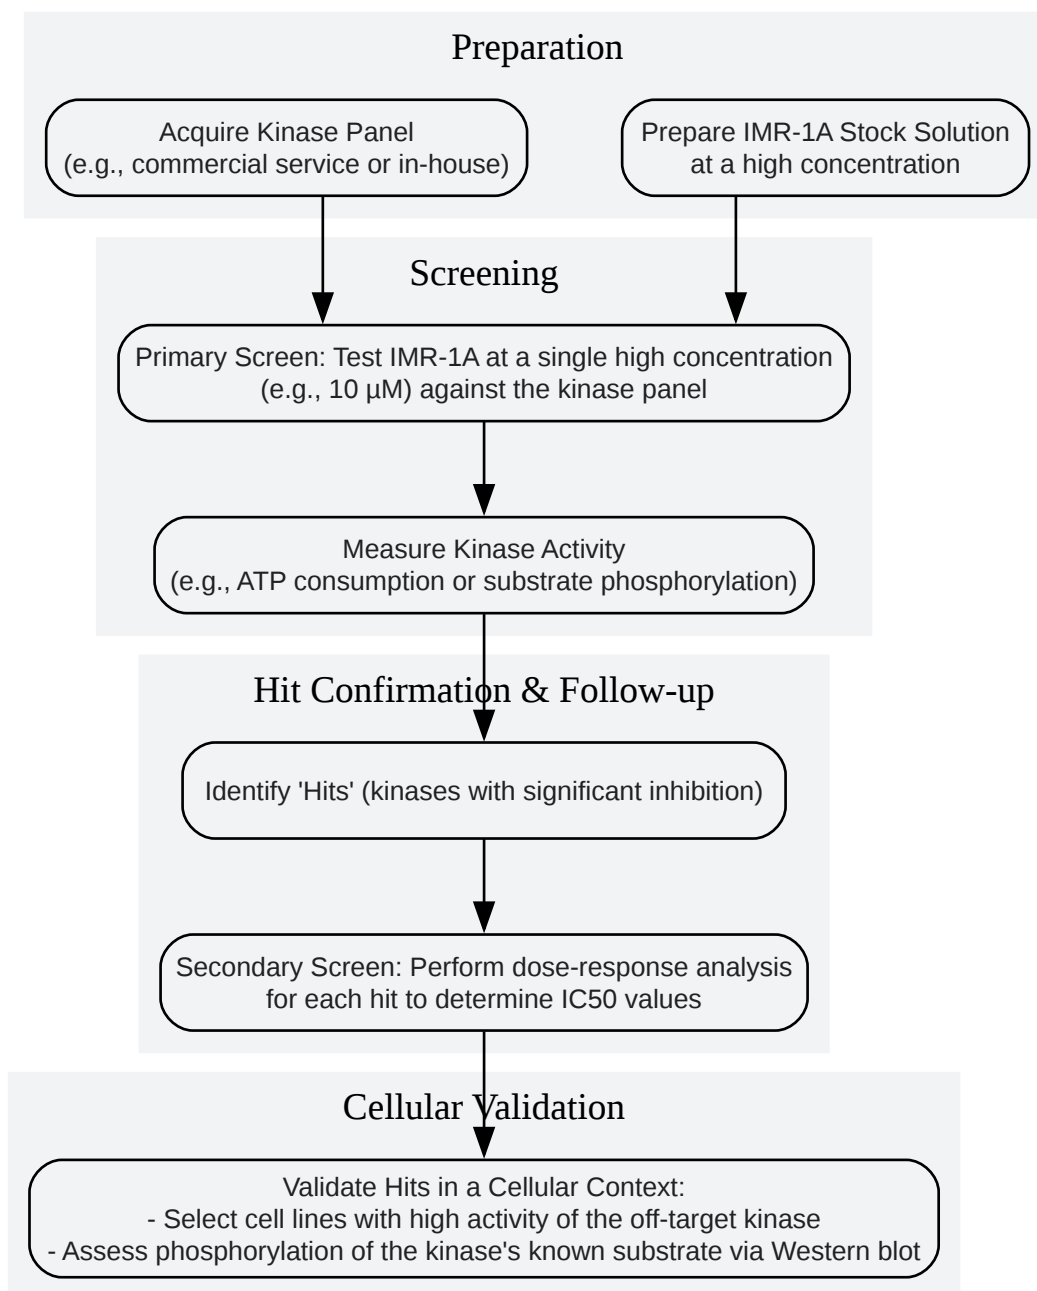 Preparation
Acquire Kinase Panel
(e.g., commercial service or in-house)
Prepare IMR-1A Stock Solution
at a high concentration
Screening
Primary Screen: Test IMR-1A at a single high concentration
(e.g., 10 µM) against the kinase panel
Measure Kinase Activity
(e.g., ATP consumption or substrate phosphorylation)
Hit Confirmation & Follow-up
Identify 'Hits' (kinases with significant inhibition)
Secondary Screen: Perform dose-response analysis
for each hit to determine IC50 values
Cellular Validation
Validate Hits in a Cellular Context:
- Select cell lines with high activity of the off-target kinase
- Assess phosphorylation of the kinase's known substrate via Western blot